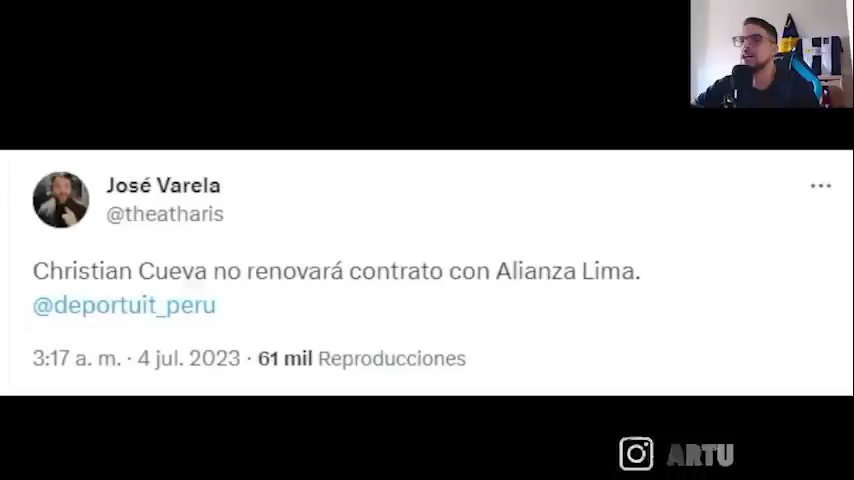 José Varela
@theatharis
Christian Cueva no renovará contrato con Alianza Lima.
@deportuit_peru
3:17 a. m. · 4 jul. 2023 · 61 mil Reproducciones
ARTU